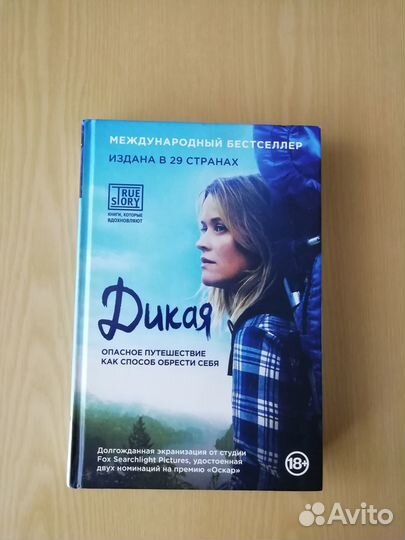 МЕЖДУНАРОДНЫЙ БЕСТСЕЛЛЕР
ИЗДАНА В 29 СТРАНАХ
TRUE
STORY
КНИГИ, КОТОРЫЕ
ВДОХНОВЛЯЮТ
Дикая
ОПАСНОЕ ПУТЕШЕСТВИЕ
КАК СПОСОБ ОБРЕСТИ СЕБЯ
Долгожданная экранизация от студии
Fox Searchlight Pictures, удостоенная
двух номинаций на премию «Оскар»
18+
Avito